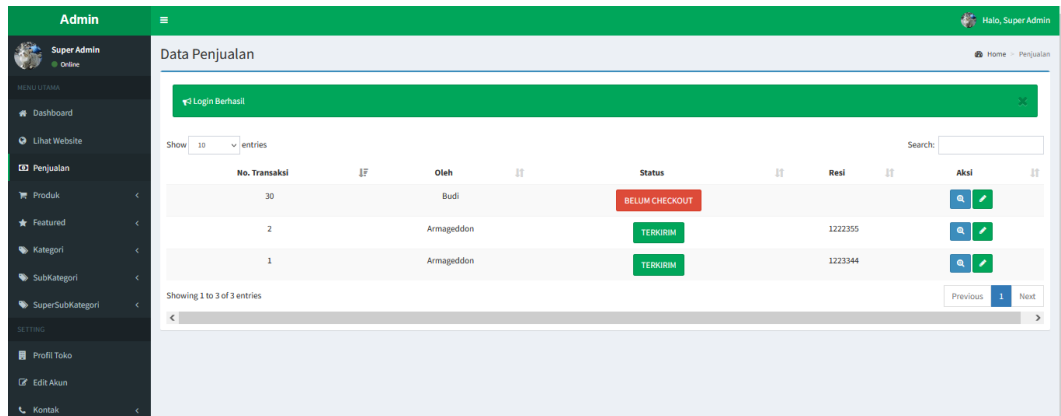 Admin
Halo, Super Admin
Super Admin
Online
Data Penjualan
Home > Penjualan
MENU UTAMA
Login Berhasil
Dashboard
Lihat Website
Show 10 entries
Search:
Penjualan
No. Transaksi Oleh Status Resi Aksi
Produk
30 Budi BELUM CHECKOUT
Featured
2 Armageddon TERKIRIM 1222355
Kategori
1 Armageddon TERKIRIM 1223344
SubKategori
SuperSubKategori
Showing 1 to 3 of 3 entries
Previous 1 Next
SETTING
Profil Toko
Edit Akun
Kontak